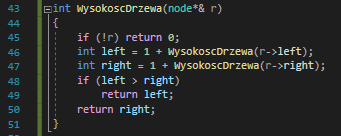 43 int WysokoscDrzewa(node*& r)
44 {
45 if (!r) return 0;
46 int left = 1 + WysokoscDrzewa(r->left);
47 int right = 1 + WysokoscDrzewa(r->right);
48 if (left > right)
49 return left;
50 return right;
51 }